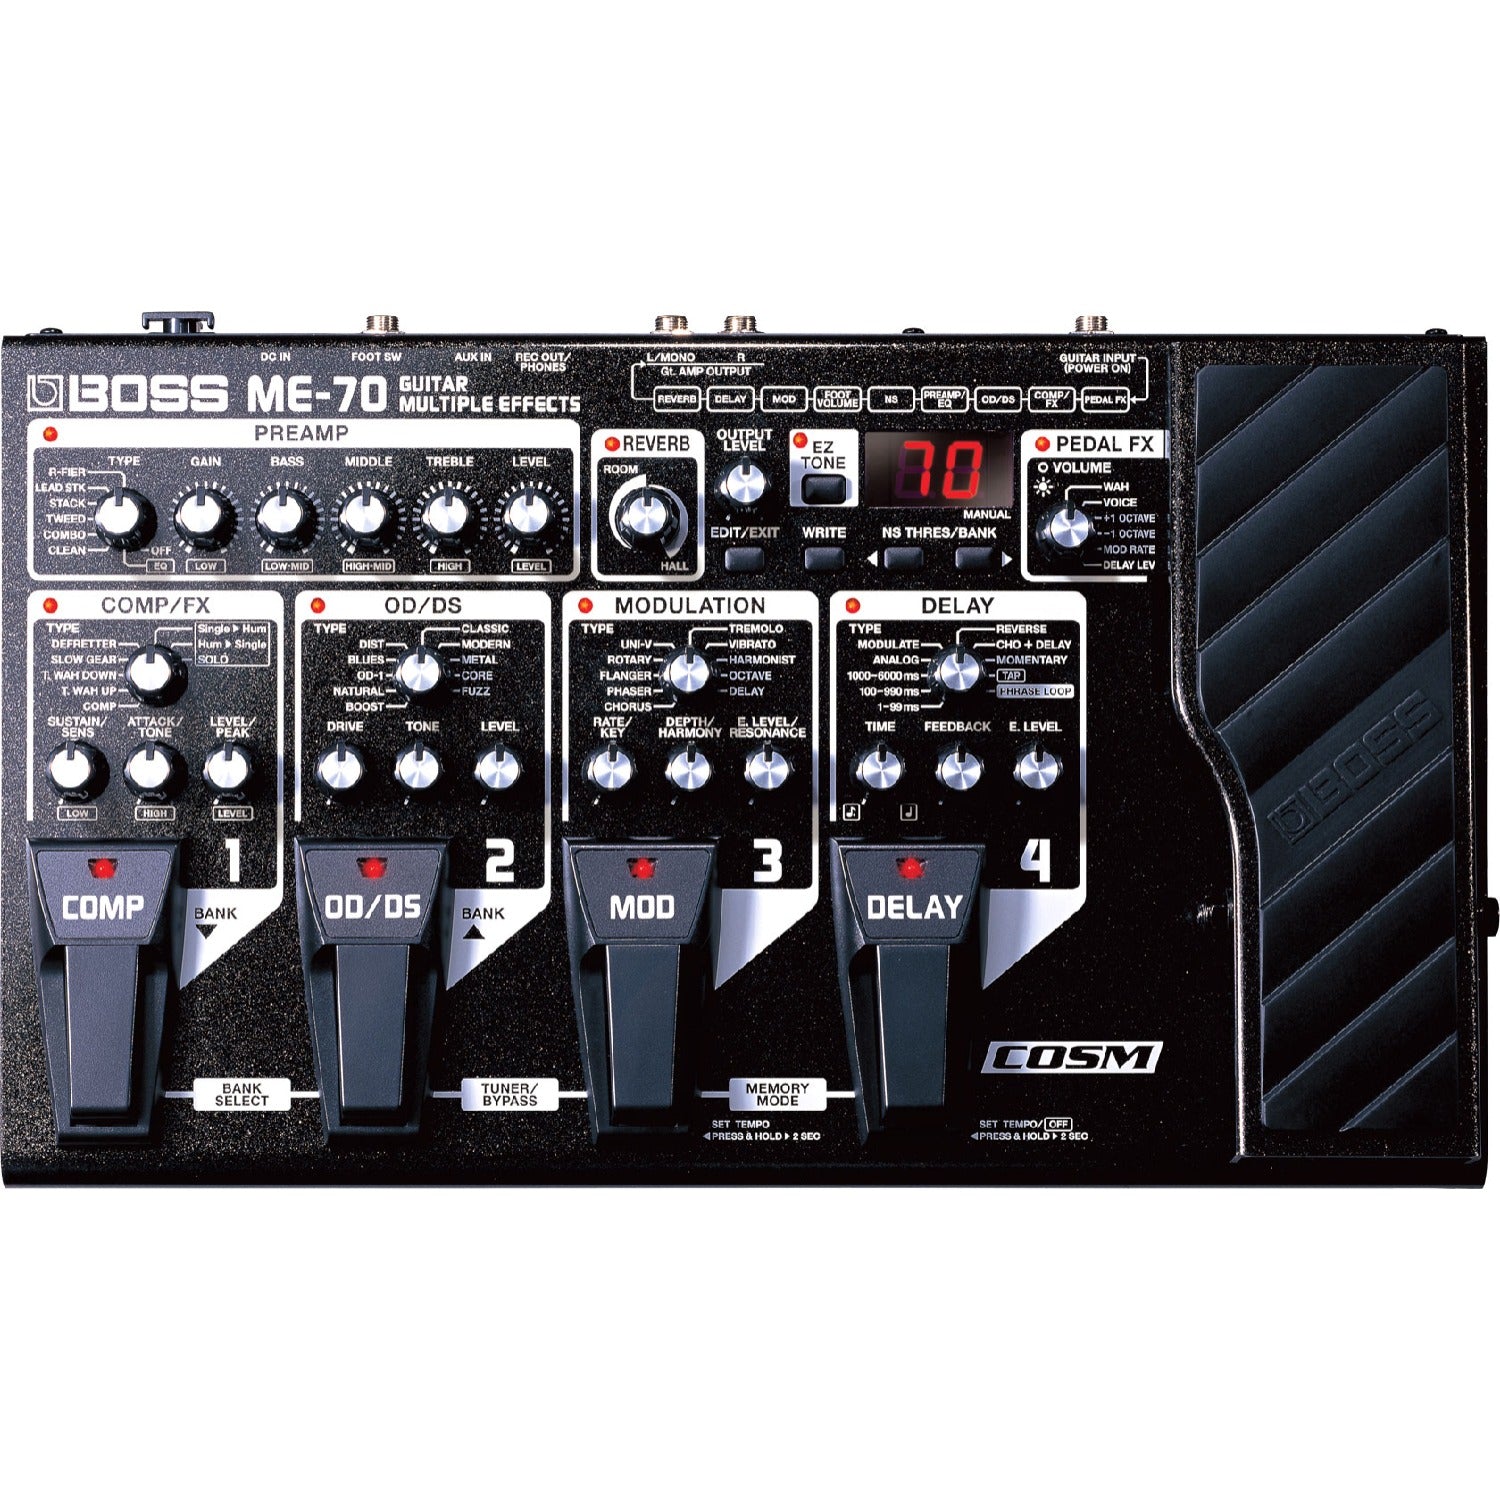 DC IN
FOOT SW
AUX IN
REC OUT/
PHONES
L/MONO
R
Gt. AMP OUTPUT
GUITAR INPUT
(POWER ON)
BOSS ME-70 GUITAR
MULTIPLE EFFECTS
REVERB
DELAY
MOD
FOOT
VOLUME
NS
PREAMP/
EQ
OD/DS
COMP/
FX
PEDAL FX
PREAMP
TYPE
GAIN
BASS
MIDDLE
TREBLE
LEVEL
R-FIER
LEAD STK
STACK
TWEED
COMBO
CLEAN
OFF
EQ
LOW
LOW-MID
HIGH-MID
HIGH
LEVEL
REVERB
ROOM
HALL
OUTPUT
LEVEL
EZ
TONE
70
MANUAL
EDIT/EXIT
WRITE
NS THRES/BANK
PEDAL FX
VOLUME
WAH
VOICE
+1 OCTAVE
-1 OCTAVE
MOD RATE
DELAY LEV
COMP/FX
TYPE
DEFRETTER
SLOW GEAR
T. WAH DOWN
T. WAH UP
COMP
Single ▶ Hum
Hum ▶ Single
SOLO
SUSTAIN/
SENS
ATTACK/
TONE
LEVEL/
PEAK
LOW
HIGH
LEVEL
OD/DS
TYPE
DIST
BLUES
OD-1
NATURAL
BOOST
CLASSIC
MODERN
METAL
CORE
FUZZ
DRIVE
TONE
LEVEL
MODULATION
TYPE
UNI-V
ROTARY
FLANGER
PHASER
CHORUS
TREMOLO
VIBRATO
HARMONIST
OCTAVE
DELAY
RATE/
KEY
DEPTH/
HARMONY
E. LEVEL/
RESONANCE
DELAY
TYPE
MODULATE
ANALOG
1000–6000 ms
100–990 ms
1–99 ms
REVERSE
CHO + DELAY
MOMENTARY
TAP
PHRASE LOOP
TIME
FEEDBACK
E. LEVEL
1
2
3
4
COMP
BANK
OD/DS
BANK
MOD
DELAY
BOSS
COSM
BANK
SELECT
TUNER/
BYPASS
MEMORY
MODE
SET TEMPO
◀PRESS & HOLD▶ 2 SEC
SET TEMPO/OFF
◀PRESS & HOLD▶ 2 SEC